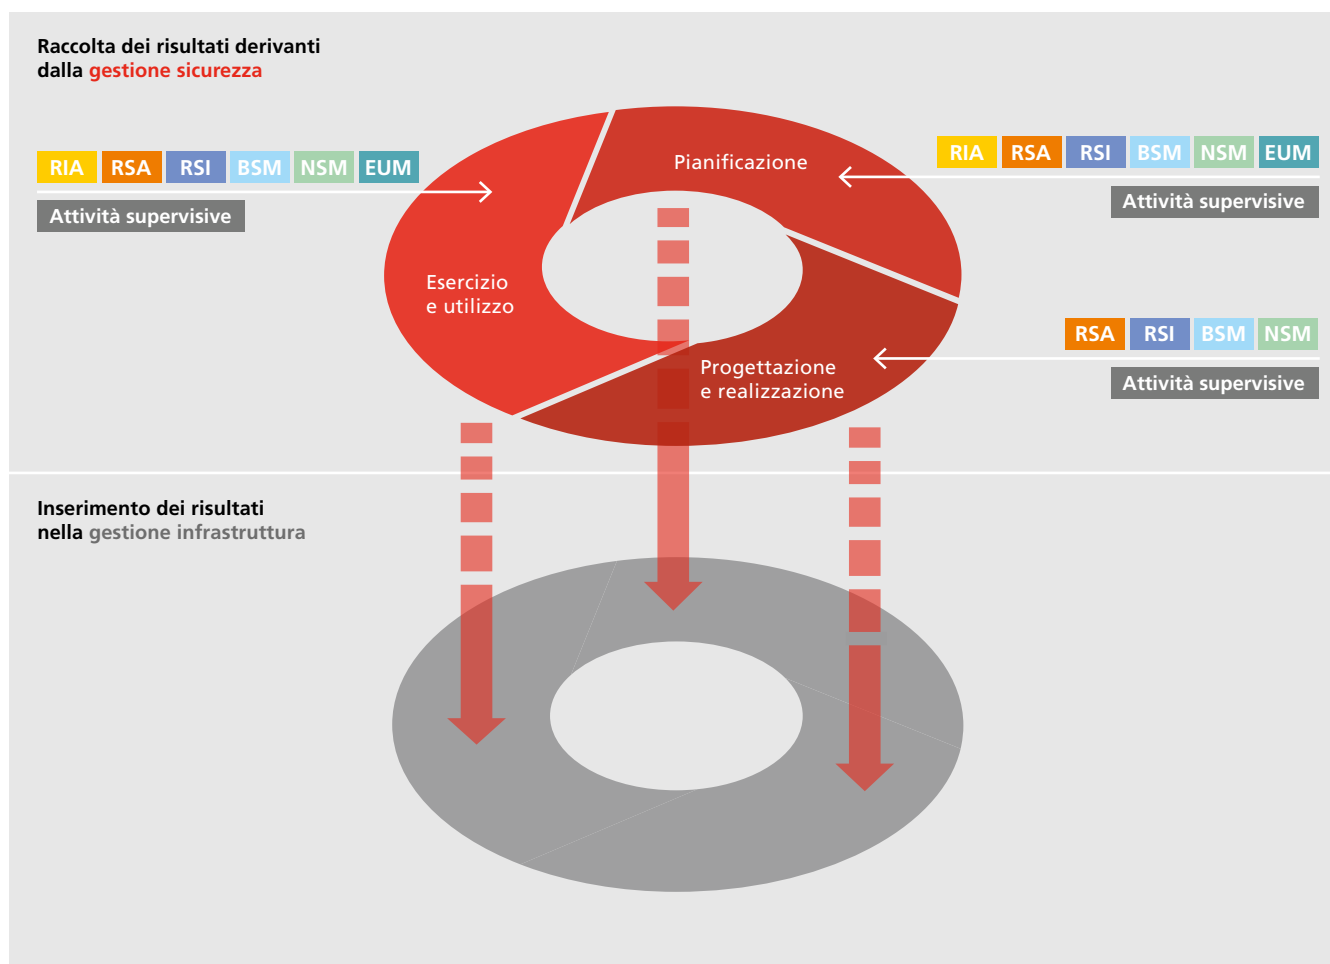 Raccolta dei risultati derivanti
dalla gestione sicurezza
RIA RSA RSI BSM NSM EUM
Attività supervisive
Pianificazione
RIA RSA RSI BSM NSM EUM
Attività supervisive
Esercizio
e utilizzo
RSA RSI BSM NSM
Attività supervisive
Progettazione
e realizzazione
Inserimento dei risultati
nella gestione infrastruttura